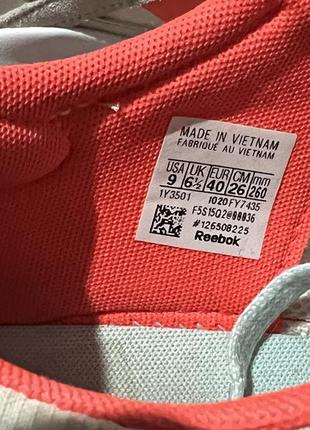 MADE IN VIETNAM
FABRIQUÉ AU VIETNAM
USA UK EUR CM mm
9 6½ 40 26 260
1Y3501 1020 FY7435
F5S15Q2@00036
#126508225
Reebok